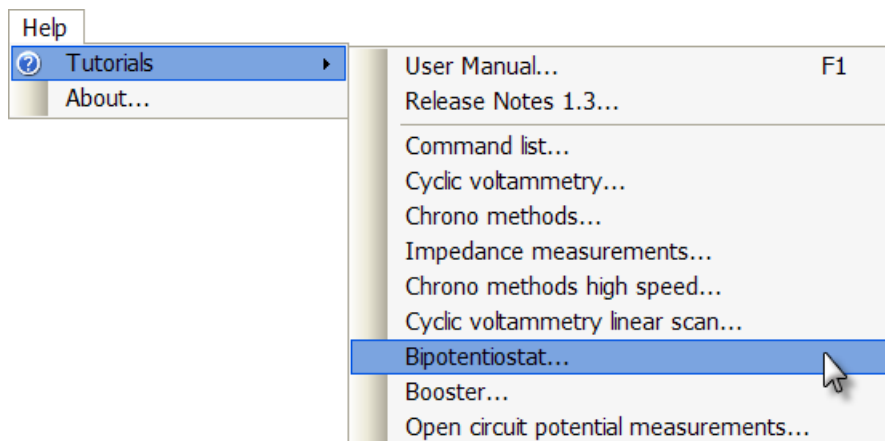 Help
Tutorials
About...
User Manual... F1
Release Notes 1.3...
Command list...
Cyclic voltammetry...
Chrono methods...
Impedance measurements...
Chrono methods high speed...
Cyclic voltammetry linear scan...
Bipotentiostat...
Booster...
Open circuit potential measurements...